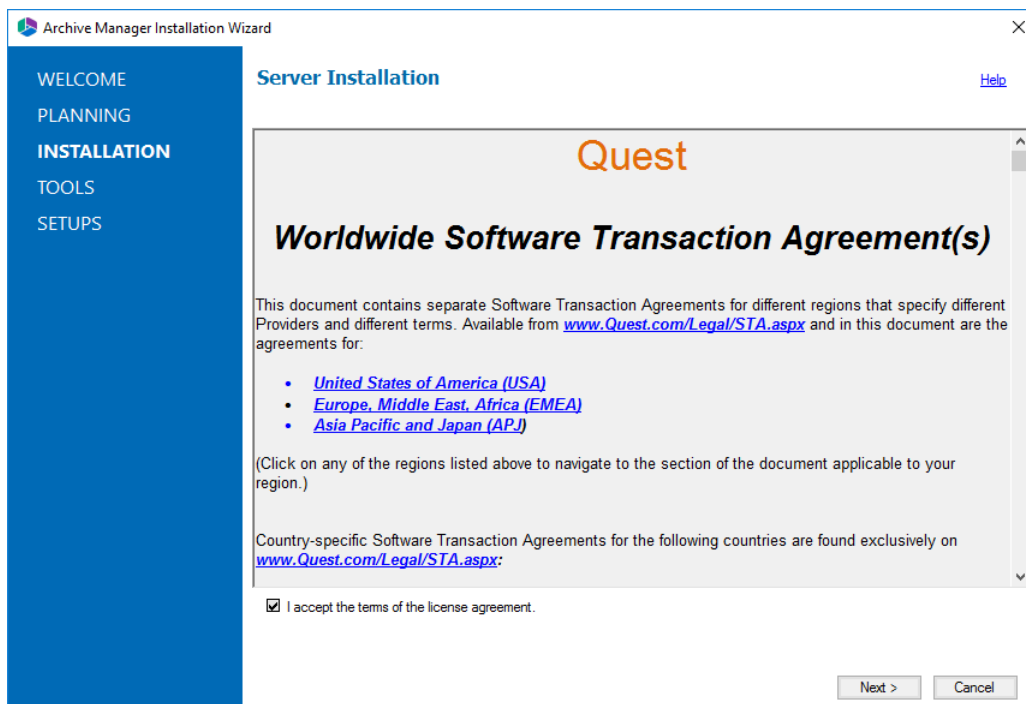 Archive Manager Installation Wizard
WELCOME
PLANNING
INSTALLATION
TOOLS
SETUPS
Server Installation
Help
Quest
Worldwide Software Transaction Agreement(s)
This document contains separate Software Transaction Agreements for different regions that specify different
Providers and different terms. Available from www.Quest.com/Legal/STA.aspx and in this document are the
agreements for:
• United States of America (USA)
• Europe, Middle East, Africa (EMEA)
• Asia Pacific and Japan (APJ)
(Click on any of the regions listed above to navigate to the section of the document applicable to your
region.)
Country-specific Software Transaction Agreements for the following countries are found exclusively on
www.Quest.com/Legal/STA.aspx:
I accept the terms of the license agreement.
Next >
Cancel